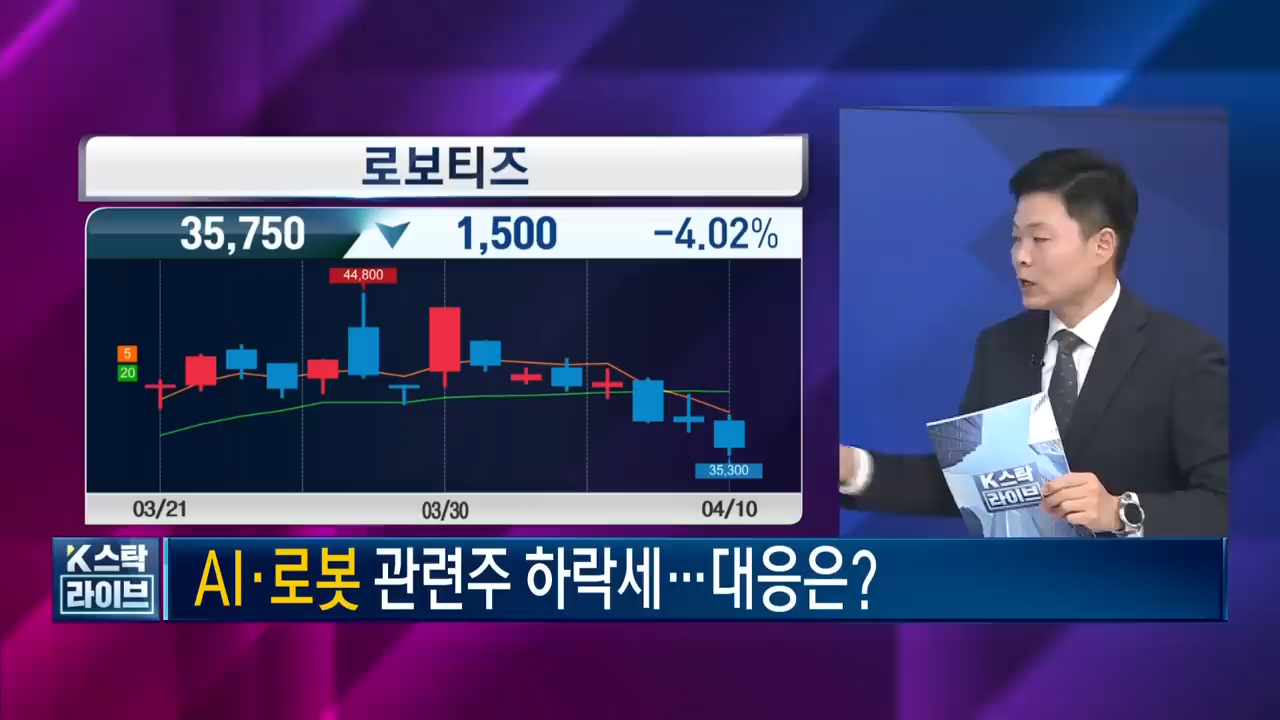 로보티즈
35,750 1,500 -4.02%
44,800
5
20
35,300
03/21 03/30 04/10
K스탁
라이브
K스탁
라이브
AI·로봇 관련주 하락세…대응은?